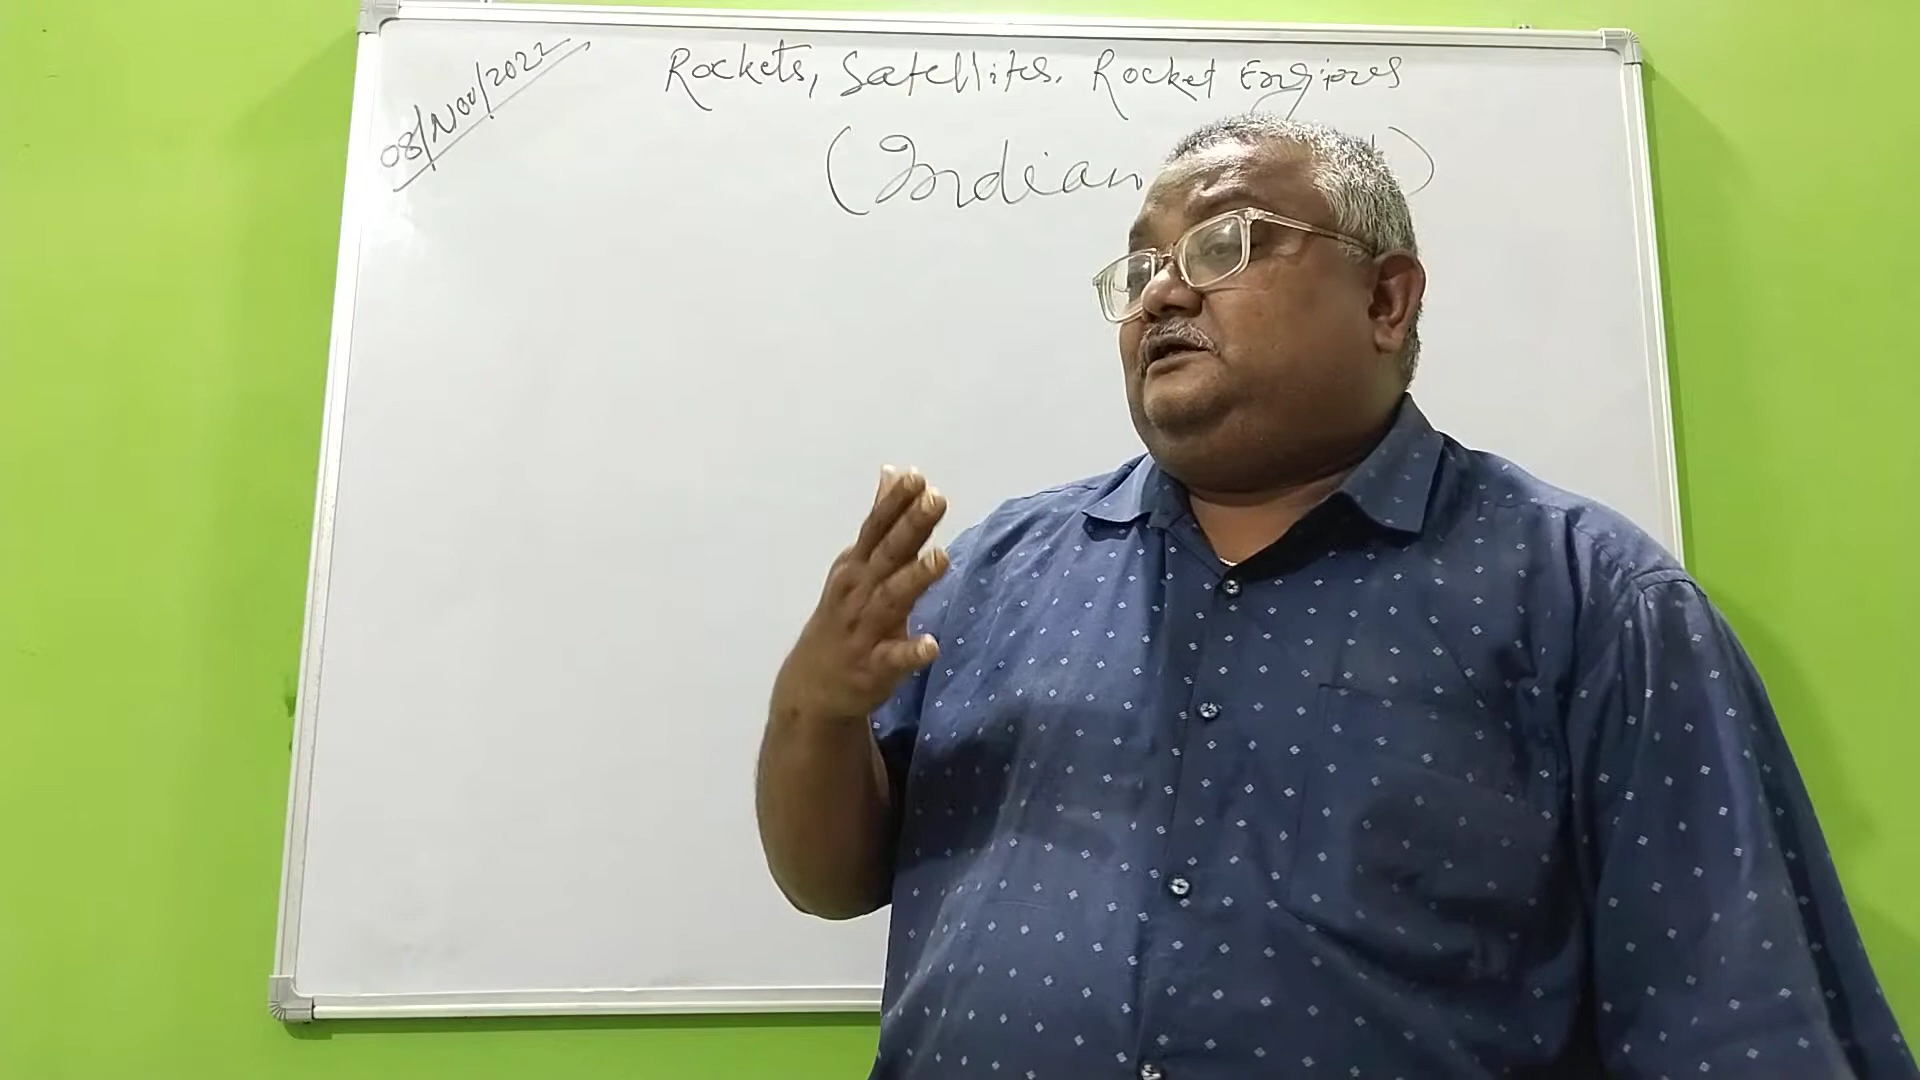 08/Nov/2022
Rockets, Satellites. Rocket Engines
(Indian )